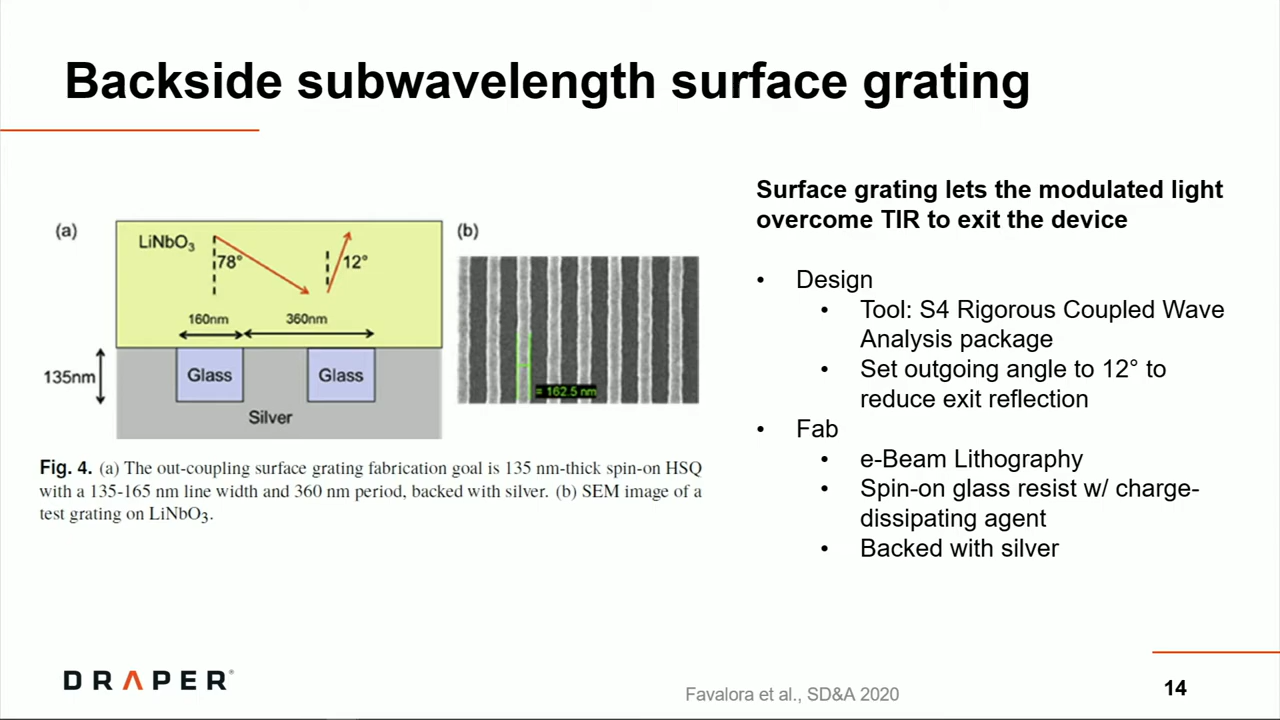 Backside subwavelength surface grating
(a)
LiNbO3
78°
12°
160nm
360nm
135nm
Glass
Glass
Silver
(b)
= 162.5 nm
Fig. 4. (a) The out-coupling surface grating fabrication goal is 135 nm-thick spin-on HSQ
with a 135-165 nm line width and 360 nm period, backed with silver. (b) SEM image of a
test grating on LiNbO3.
Surface grating lets the modulated light
overcome TIR to exit the device
• Design
• Tool: S4 Rigorous Coupled Wave
Analysis package
• Set outgoing angle to 12° to
reduce exit reflection
• Fab
• e-Beam Lithography
• Spin-on glass resist w/ charge-
dissipating agent
• Backed with silver
DRAPER®
Favalora et al., SD&A 2020
14